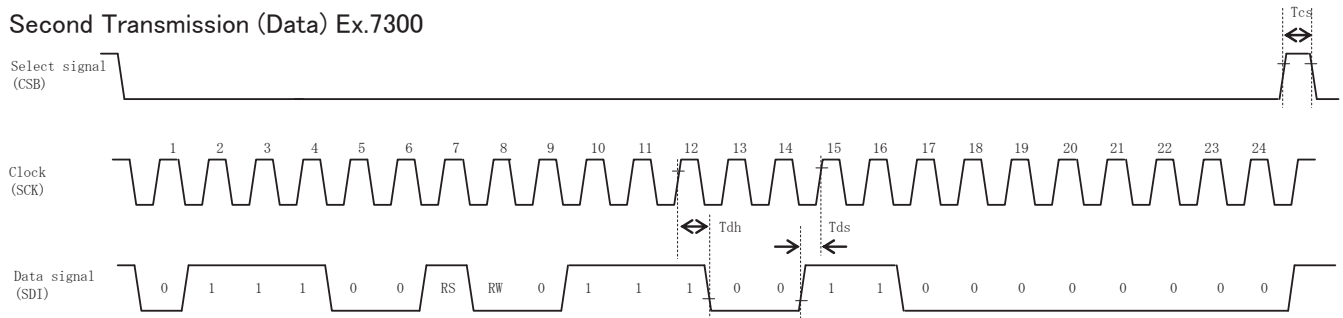 Second Transmission (Data) Ex.7300
Tcs
Select signal
(CSB)
1 2 3 4 5 6 7 8 9 10 11 12 13 14 15 16 17 18 19 20 21 22 23 24
Clock
(SCK)
Tdh Tds
Data signal
(SDI)
0 1 1 1 0 0 RS RW 0 1 1 1 0 0 1 1 0 0 0 0 0 0 0 0